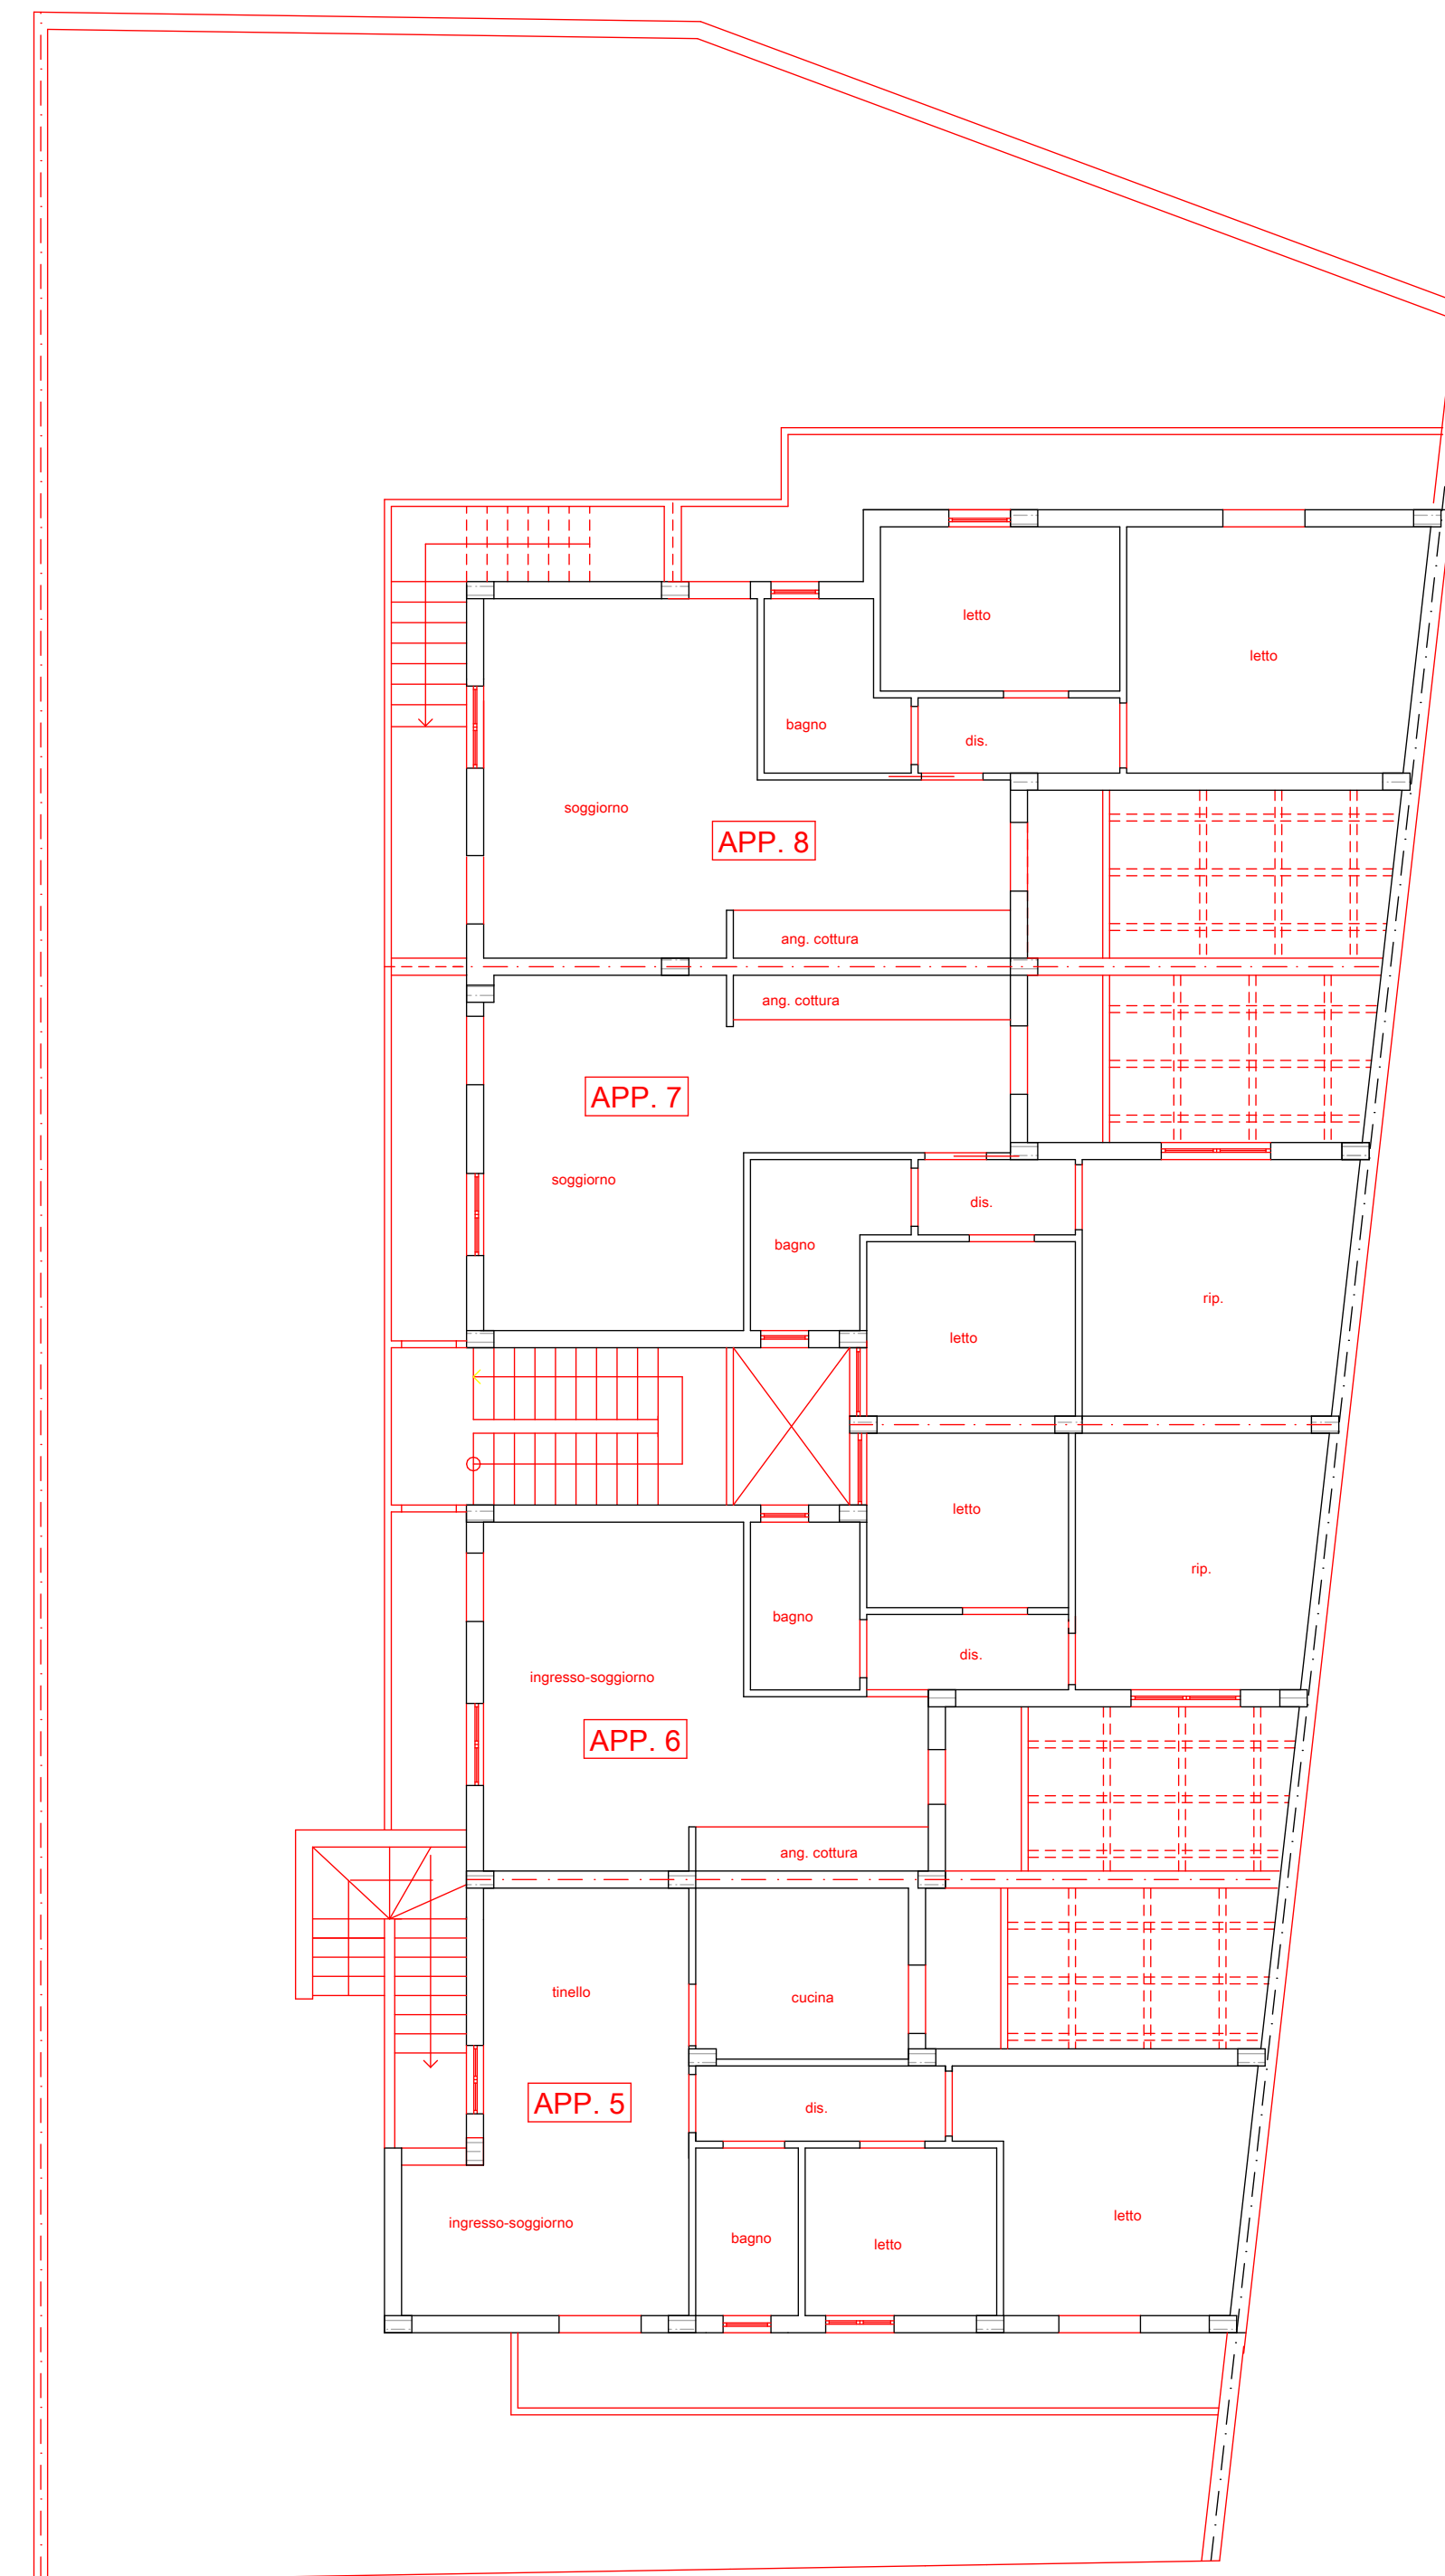 letto
letto
bagno
dis.
soggiorno
APP. 8
ang. cottura
ang. cottura
APP. 7
soggiorno
dis.
bagno
rip.
letto
letto
rip.
bagno
dis.
ingresso-soggiorno
APP. 6
ang. cottura
tinello
cucina
APP. 5
dis.
letto
ingresso-soggiorno
bagno
letto